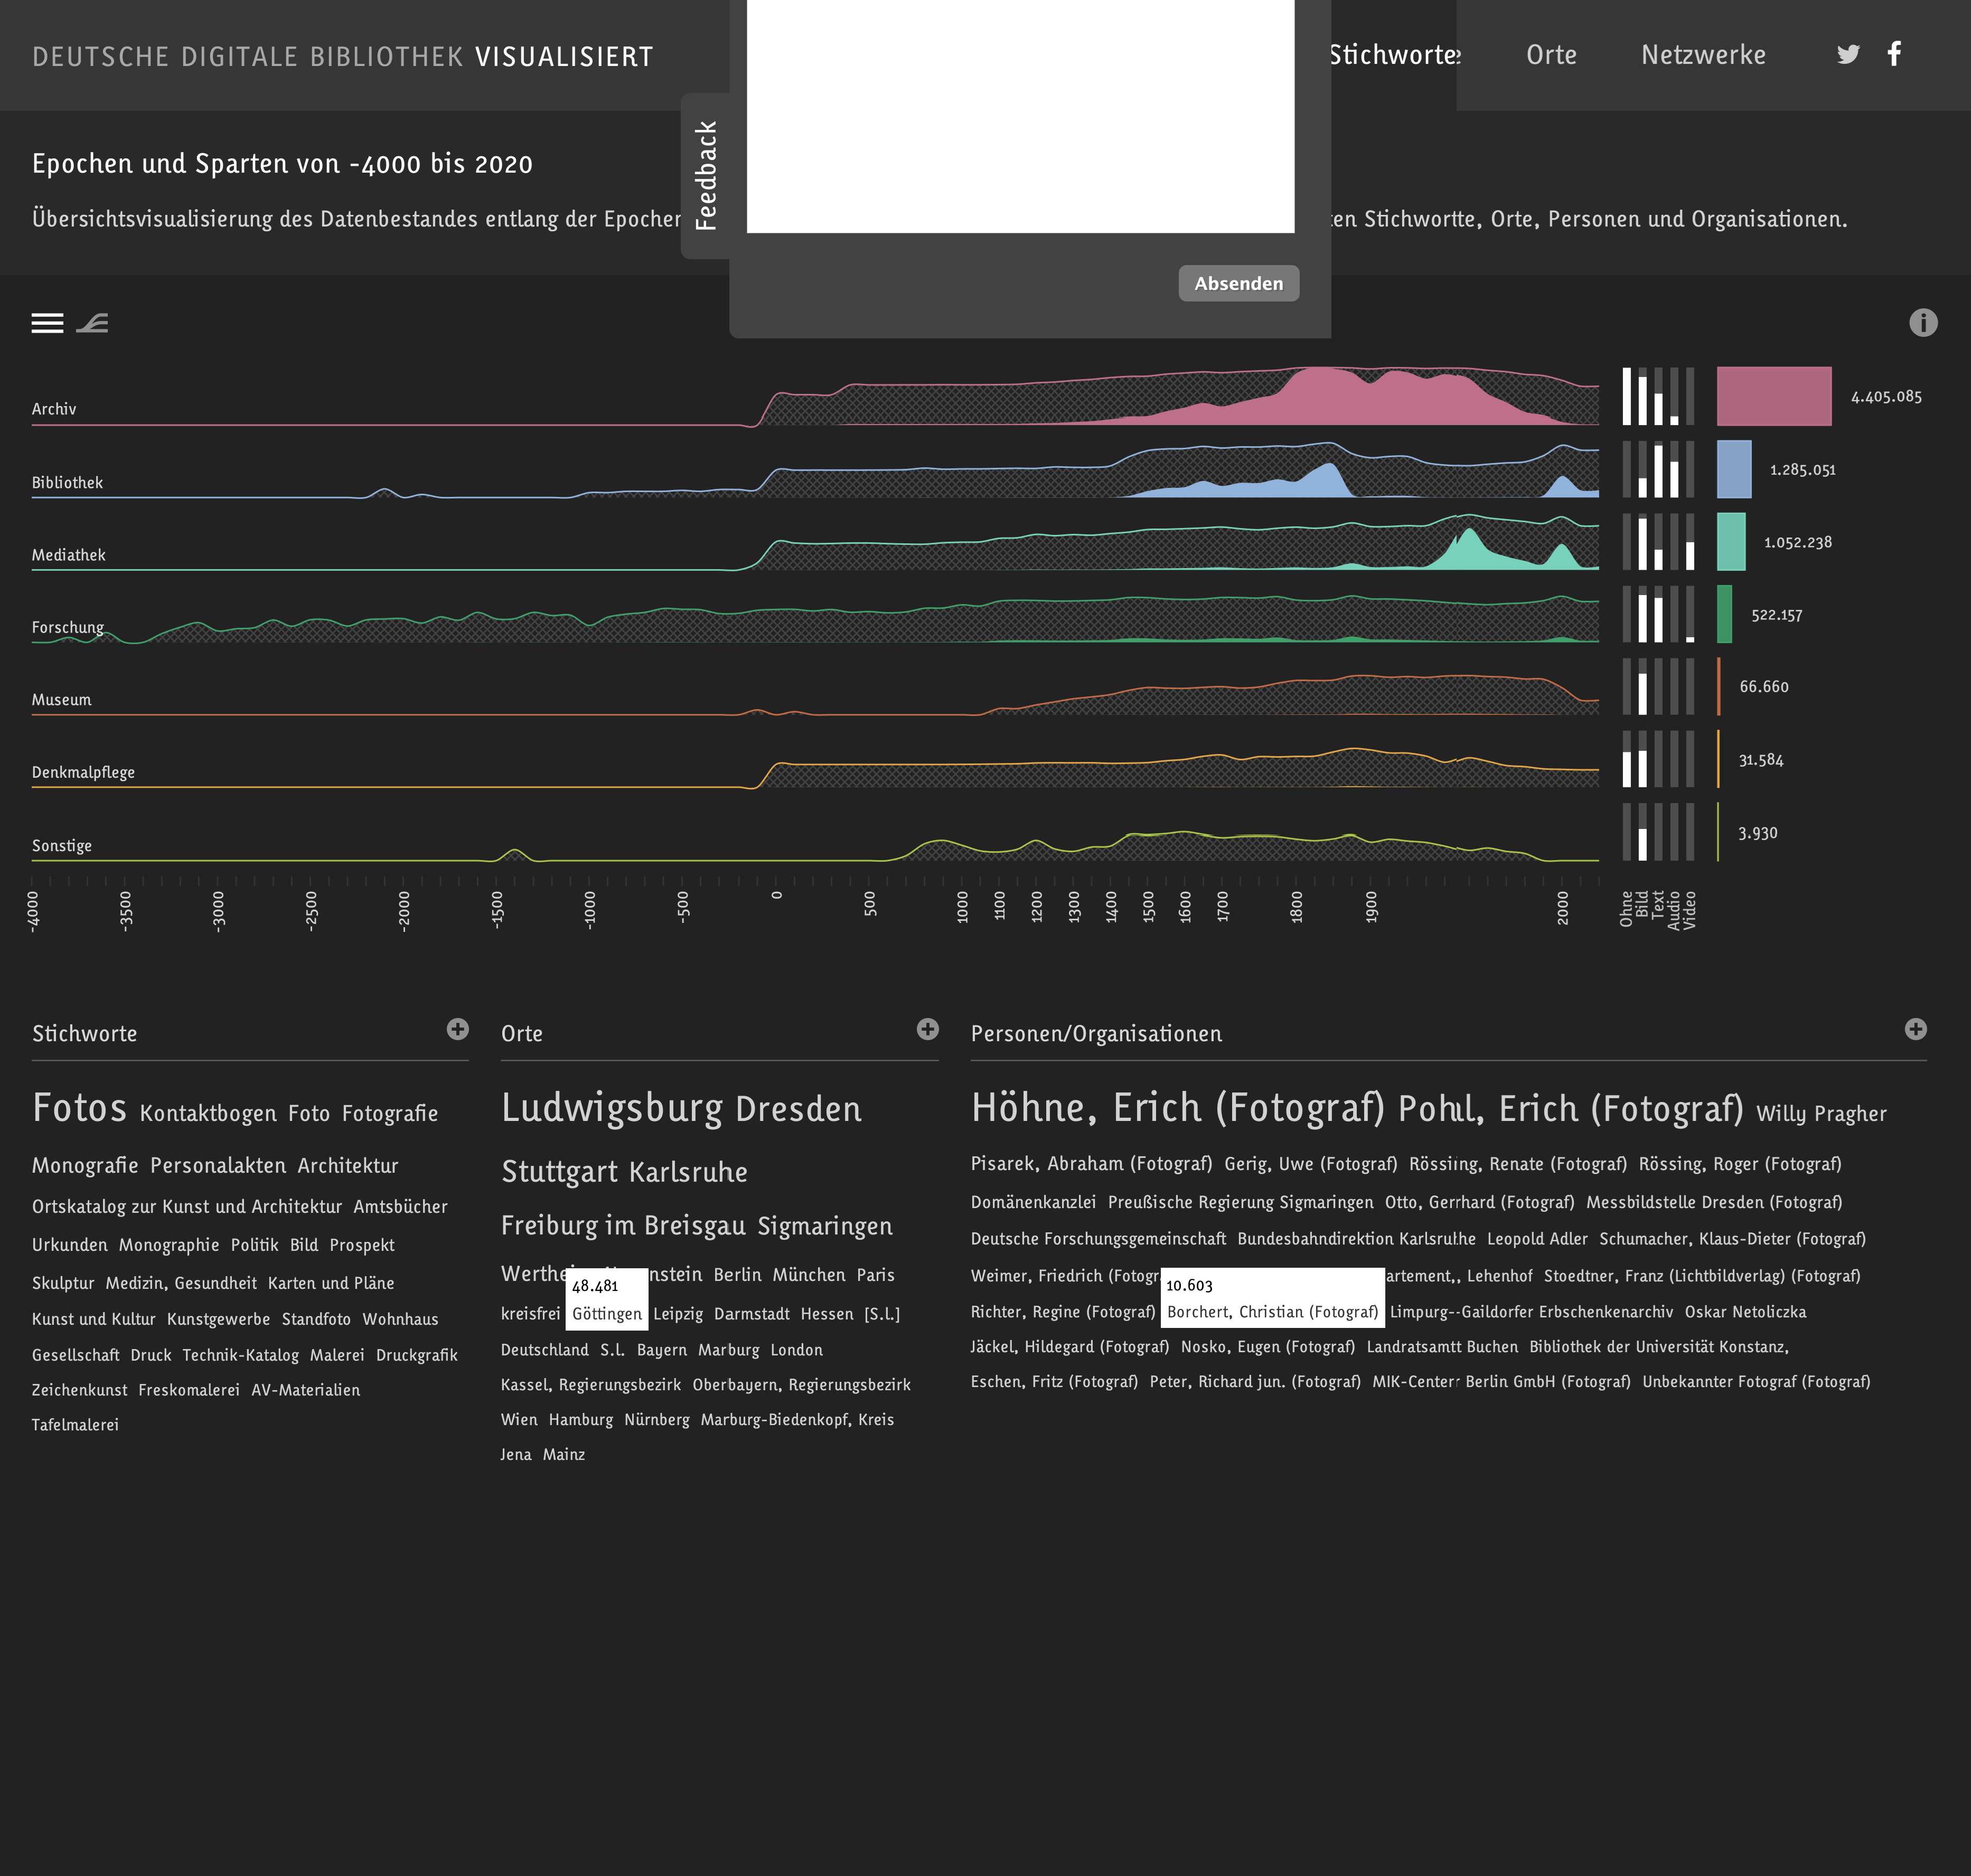 DEUTSCHE DIGITALE BIBLIOTHEK VISUALISIERT
Stichworte Orte Netzwerke
Feedback
Epochen und Sparten von -4000 bis 2020
Übersichtsvisualisierung des Datenbestandes entlang der Epochen Stichwortte, Orte, Personen und Organisationen.
Absenden
Archiv 4.405.085
Bibliothek 1.285.051
Mediathek 1.052.238
Forschung 522.157
Museum 66.660
Denkmalpflege 31.584
Sonstige 3.930
-4000 -3500 -3000 -2500 -2000 -1500 -1000 -500 0 500 1000 1100 1200 1300 1400 1500 1600 1700 1800 1900 2000 Ohne Bild Text Audio Video
Stichworte
Fotos Kontaktbogen Foto Fotografie
Monografie Personalakten Architektur
Ortskatalog zur Kunst und Architektur Amtsbücher
Urkunden Monographie Politik Bild Prospekt
Skulptur Medizin, Gesundheit Karten und Pläne
Kunst und Kultur Kunstgewerbe Standfoto Wohnhaus
Gesellschaft Druck Technik-Katalog Malerei Druckgrafik
Zeichenkunst Freskomalerei AV-Materialien
Tafelmalerei
Orte
Ludwigsburg Dresden
Stuttgart Karlsruhe
Freiburg im Breisgau Sigmaringen
Berlin München Paris
48.481
kreisfrei Göttingen Leipzig Darmstadt Hessen [S.l.]
Deutschland S.l. Bayern Marburg London
Kassel, Regierungsbezirk Oberbayern, Regierungsbezirk
Wien Hamburg Nürnberg Marburg-Biedenkopf, Kreis
Jena Mainz
Personen/Organisationen
Höhne, Erich (Fotograf) Pohl, Erich (Fotograf) Willy Pragher
Pisarek, Abraham (Fotograf) Gerig, Uwe (Fotograf) Rössing, Renate (Fotograf) Rössing, Roger (Fotograf)
Domänenkanzlei Preußische Regierung Sigmaringen Otto, Gerrhard (Fotograf) Messbildstelle Dresden (Fotograf)
Deutsche Forschungsgemeinschaft Bundesbahndirektion Karlsruhe Leopold Adler Schumacher, Klaus-Dieter (Fotograf)
Weimer, Friedrich artement,, Lehenhof Stoedtner, Franz (Lichtbildverlag) (Fotograf)
10.603
Richter, Regine (Fotograf) Borchert, Christian (Fotograf) Limpurg--Gaildorfer Erbschenkenarchiv Oskar Netoliczka
Jäckel, Hildegard (Fotograf) Nosko, Eugen (Fotograf) Landratsamtt Buchen Bibliothek der Universität Konstanz,
Eschen, Fritz (Fotograf) Peter, Richard jun. (Fotograf) MIK-Center Berlin GmbH (Fotograf) Unbekannter Fotograf (Fotograf)